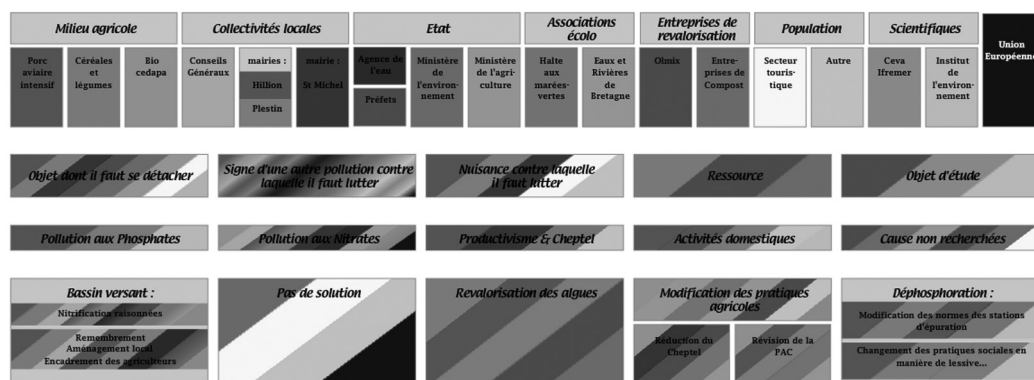 Milieu agricole
Collectivités locales
Etat
Associations
écolo
Entreprises de
revalorisation
Population
Scientifiques
Union
Européenne
Porc
aviaire
intensif
Céréales
et
légumes
Bio
cedapa
Conseils
Généraux
mairies :
Hillion
Plestin
mairie :
St Michel
Agence de
l'eau
Préfets
Ministère
de
l'environ-
nement
Ministère
de l'agri-
culture
Halte
aux
marées-
vertes
Eaux et
Rivières
de
Bretagne
Olmix
Entre-
prises de
Compost
Secteur
touris-
tique
Autre
Ceva
Ifremer
Institut
de
l'environ-
nement
Objet dont il faut se détacher
Signe d'une autre pollution contre
laquelle il faut lutter
Nuisance contre laquelle
il faut lutter
Ressource
Objet d'étude
Pollution aux Phosphates
Pollution aux Nitrates
Productivisme & Cheptel
Activités domestiques
Cause non recherchées
Bassin versant :
Nitrification raisonnées
Remembrement
Aménagement local
Encadrement des agriculteurs
Pas de solution
Revalorisation des algues
Modification des pratiques
agricoles
Réduction du
Cheptel
Révision de la
PAC
Déphosphoration :
Modification des normes des stations
d'épuration
Changement des pratiques sociales en
manière de lessive...